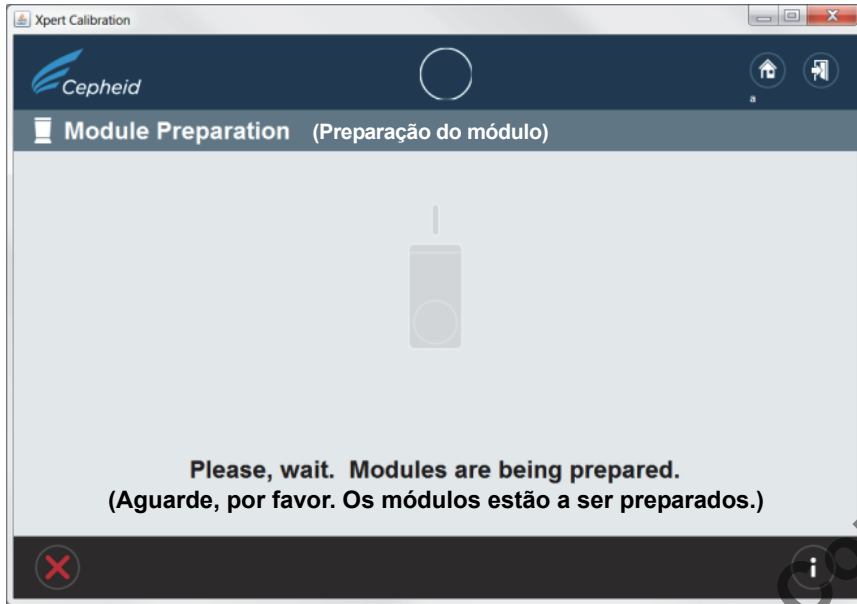 Xpert Calibration
Cepheid
a
Module Preparation (Preparação do módulo)
Please, wait. Modules are being prepared.
(Aguarde, por favor. Os módulos estão a ser preparados.)
i